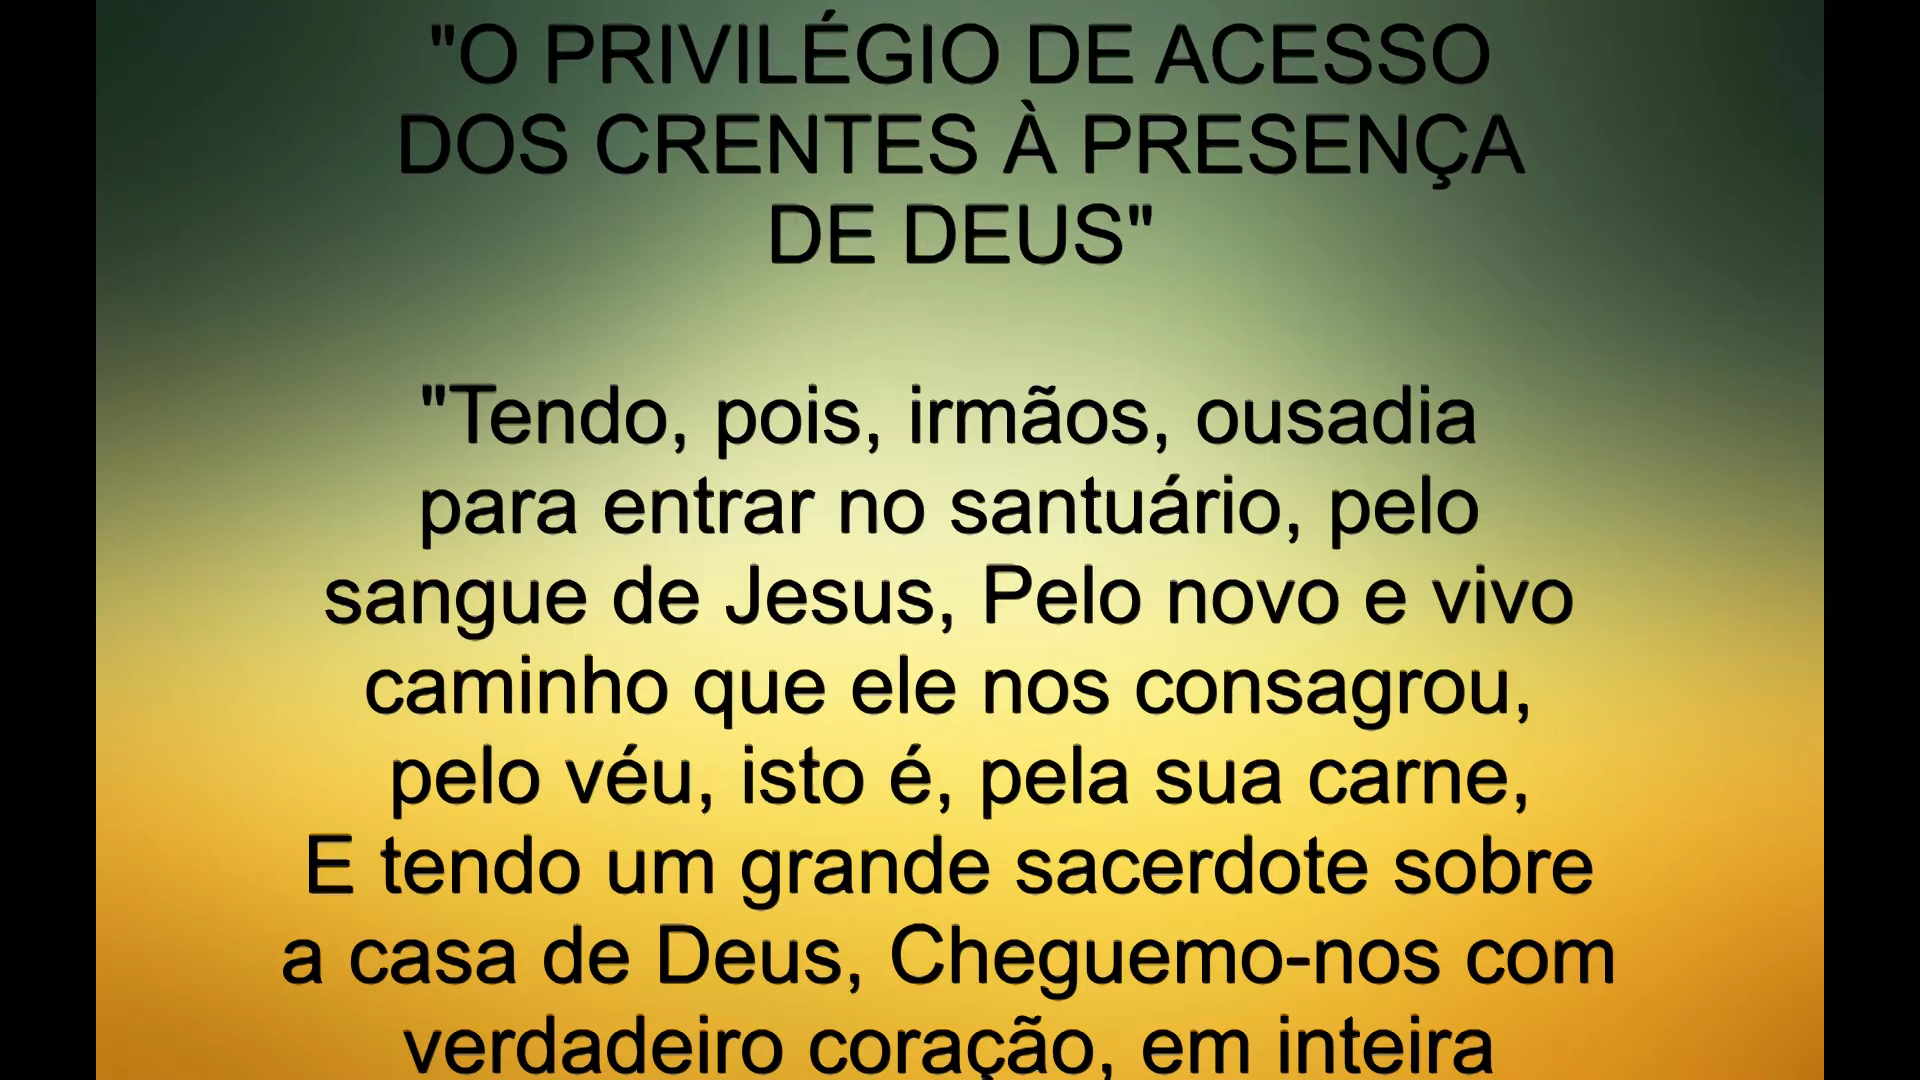 "O PRIVILÉGIO DE ACESSO
DOS CRENTES À PRESENÇA
DE DEUS"
"Tendo, pois, irmãos, ousadia
para entrar no santuário, pelo
sangue de Jesus, Pelo novo e vivo
caminho que ele nos consagrou,
pelo véu, isto é, pela sua carne,
E tendo um grande sacerdote sobre
a casa de Deus, Cheguemo-nos com
verdadeiro coração, em inteira